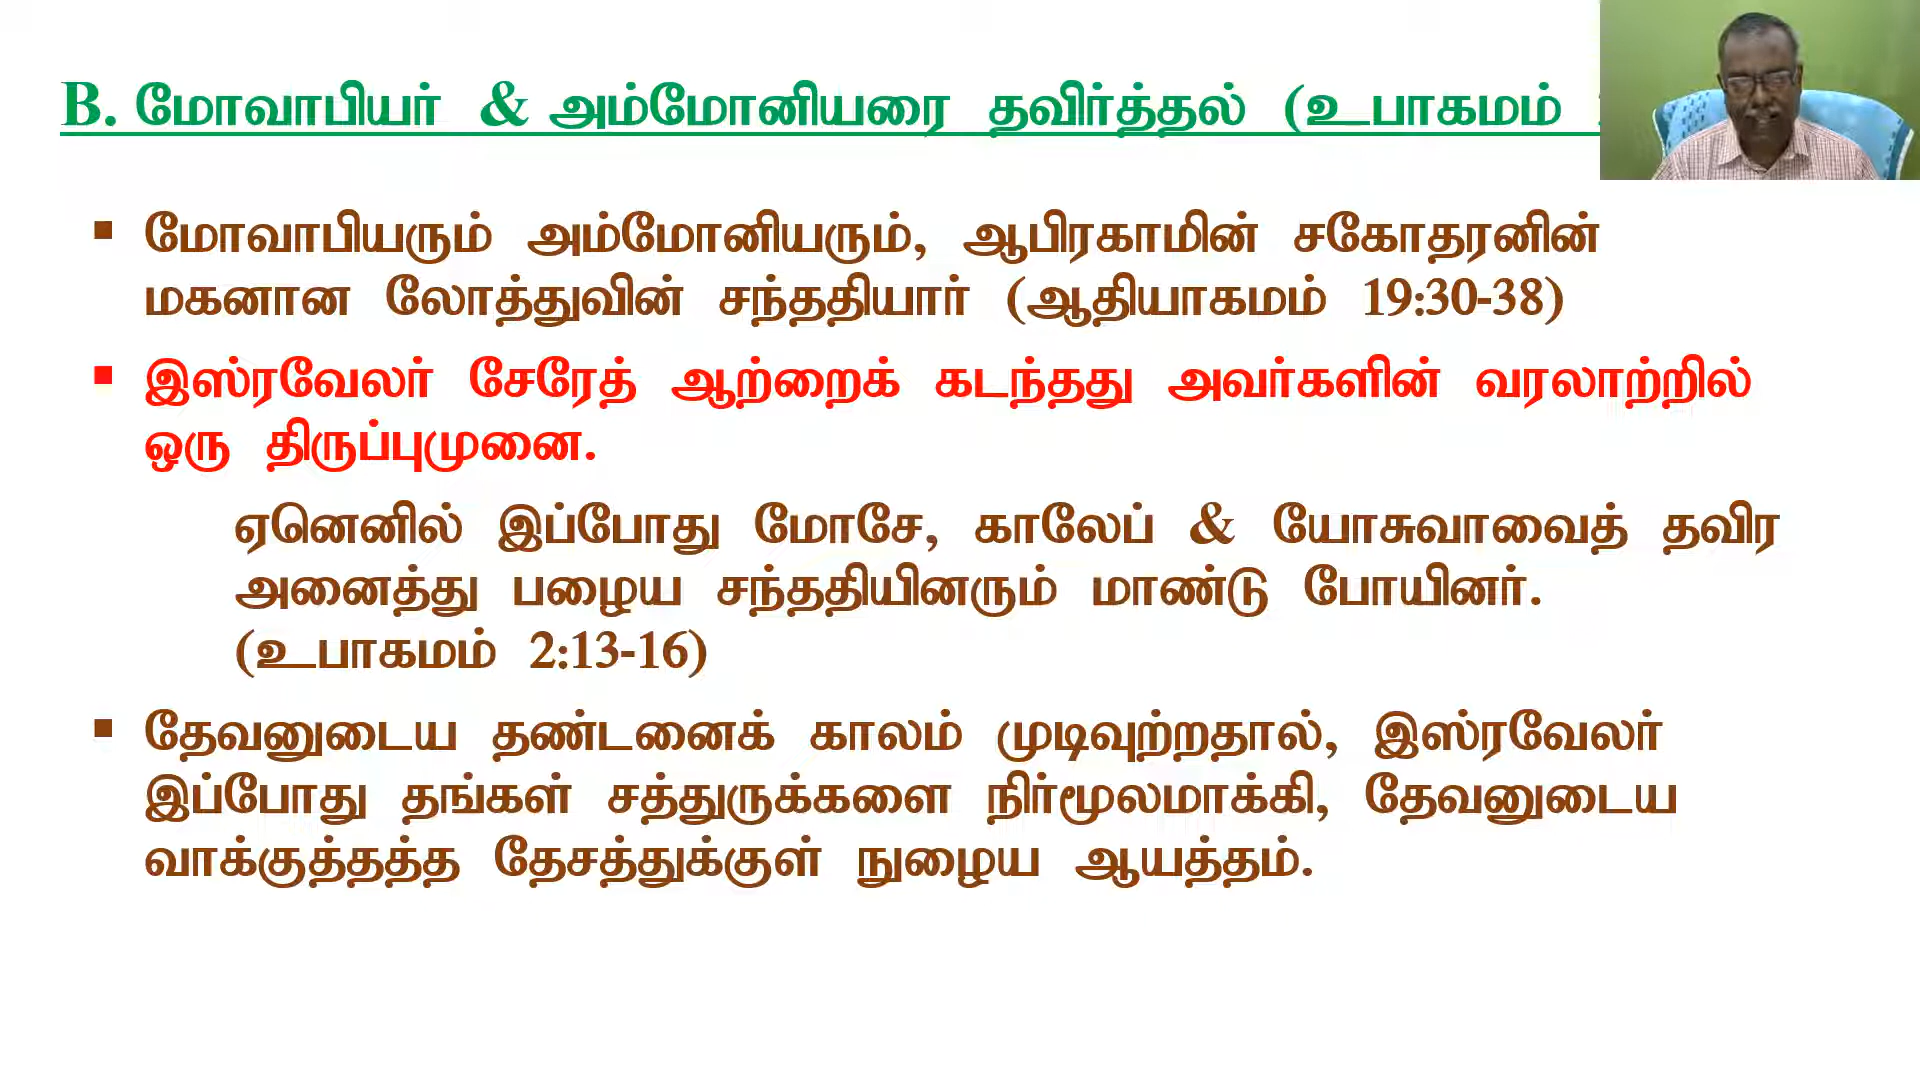 B. மோவாபியர் & அம்மோனியரை தவிர்த்தல் (உபாகமம்
▪ மோவாபியரும் அம்மோனியரும், ஆபிரகாமின் சகோதரனின்
மகனான லோத்துவின் சந்ததியார் (ஆதியாகமம் 19:30-38)
▪ இஸ்ரவேலர் சேரேத் ஆற்றைக் கடந்தது அவர்களின் வரலாற்றில்
ஒரு திருப்புமுனை.
ஏனெனில் இப்போது மோசே, காலேப் & யோசுவாவைத் தவிர
அனைத்து பழைய சந்ததியினரும் மாண்டு போயினர்.
(உபாகமம் 2:13-16)
▪ தேவனுடைய தண்டனைக் காலம் முடிவுற்றதால், இஸ்ரவேலர்
இப்போது தங்கள் சத்துருக்களை நிர்மூலமாக்கி, தேவனுடைய
வாக்குத்தத்த தேசத்துக்குள் நுழைய ஆயத்தம்.